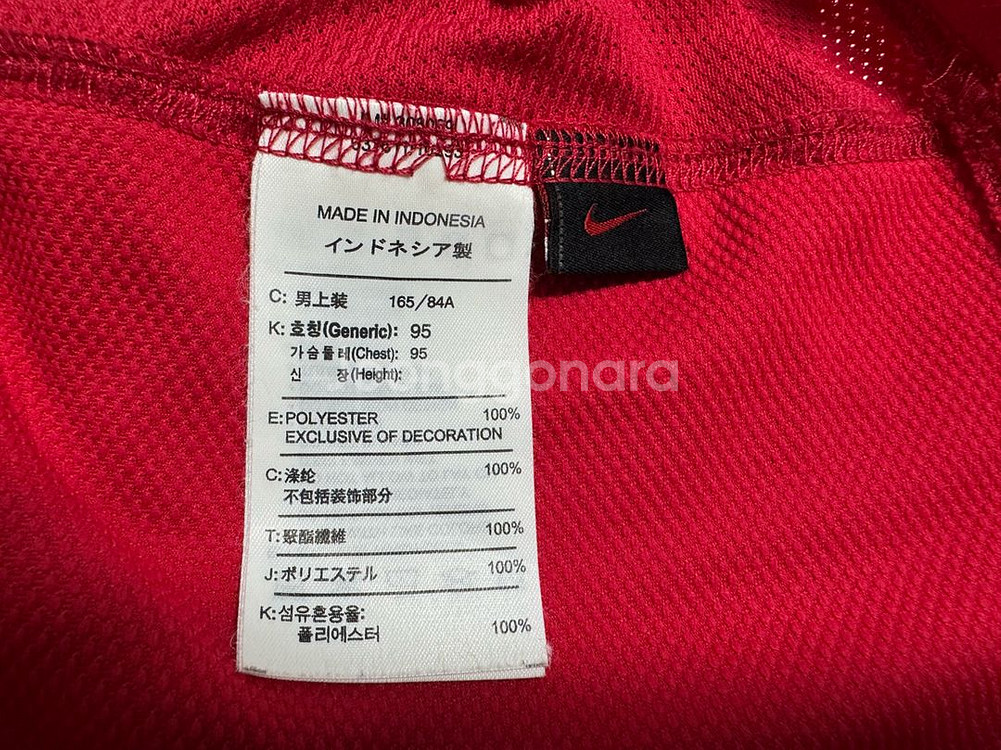 MADE IN INDONESIA
インドネシア製
C: 男上装 165/84A
K: 호칭(Generic): 95
가슴둘레(Chest): 95
신 장(Height):
E: POLYESTER 100%
EXCLUSIVE OF DECORATION
C: 涤纶 100%
不包括装饰部分
T: 聚酯纖維 100%
J: ポリエステル 100%
K: 섬유혼용율:
폴리에스터 100%